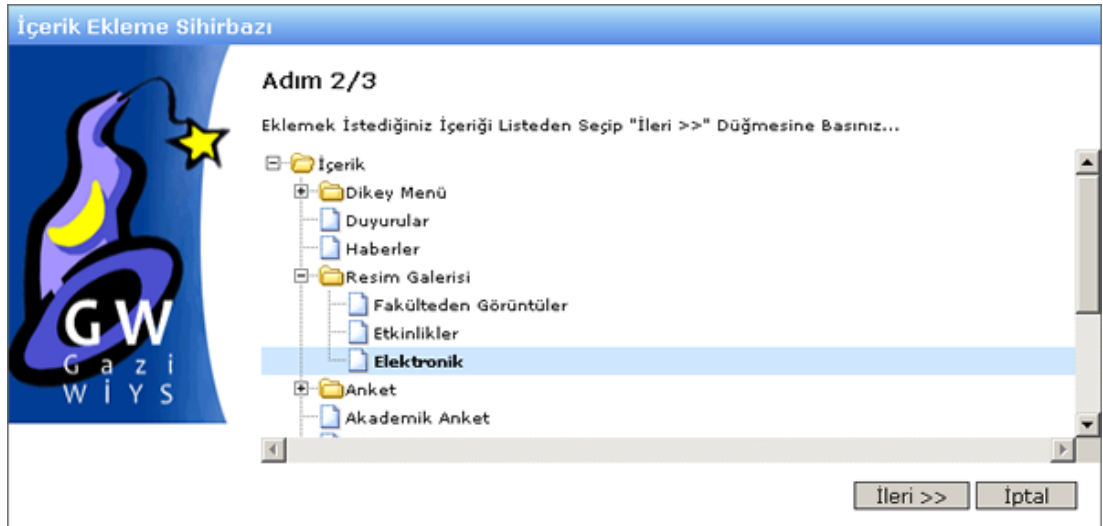 İçerik Ekleme Sihirbazı
Adım 2/3
Eklemek İstediğiniz İçeriği Listeden Seçip "İleri >>" Düğmesine Basınız...
İçerik
Dikey Menü
Duyurular
Haberler
Resim Galerisi
Fakülteden Görüntüler
Etkinlikler
Elektronik
Anket
Akademik Anket
GW
Gazi
WİYS
İleri >>
İptal